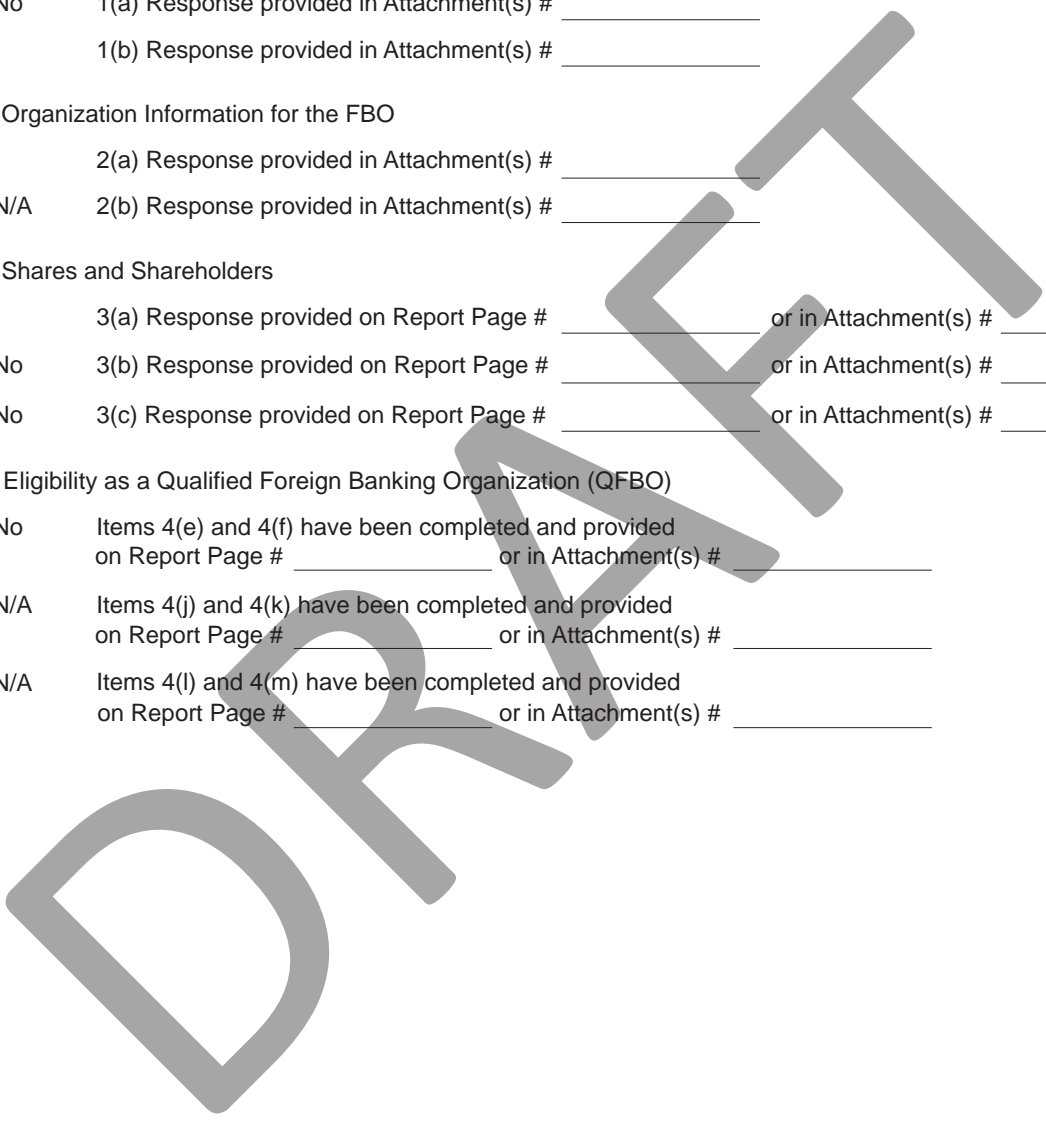 No 1(a) Response provided in Attachment(s) #
1(b) Response provided in Attachment(s) #
Organization Information for the FBO
2(a) Response provided in Attachment(s) #
N/A 2(b) Response provided in Attachment(s) #
Shares and Shareholders
3(a) Response provided on Report Page # or in Attachment(s) #
No 3(b) Response provided on Report Page # or in Attachment(s) #
No 3(c) Response provided on Report Page # or in Attachment(s) #
Eligibility as a Qualified Foreign Banking Organization (QFBO)
No Items 4(e) and 4(f) have been completed and provided
on Report Page # or in Attachment(s) #
N/A Items 4(j) and 4(k) have been completed and provided
on Report Page # or in Attachment(s) #
N/A Items 4(l) and 4(m) have been completed and provided
on Report Page # or in Attachment(s) #
DRAFT